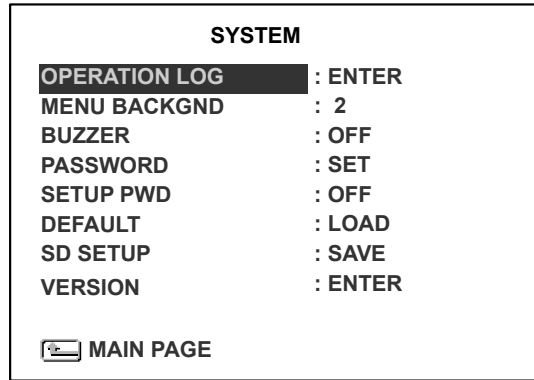 SYSTEM
OPERATION LOG : ENTER
MENU BACKGND : 2
BUZZER : OFF
PASSWORD : SET
SETUP PWD : OFF
DEFAULT : LOAD
SD SETUP : SAVE
VERSION : ENTER
MAIN PAGE